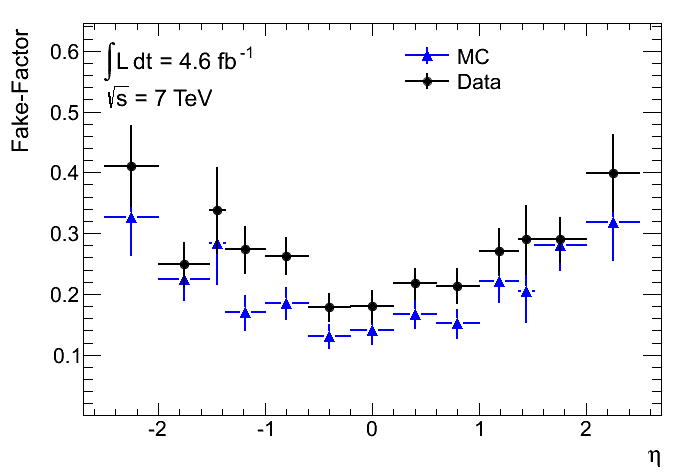 Fake-Factor
0.6
0.5
0.4
0.3
0.2
0.1
∫L dt = 4.6 fb⁻¹
√s = 7 TeV
MC
Data
-2 -1 0 1 2
η